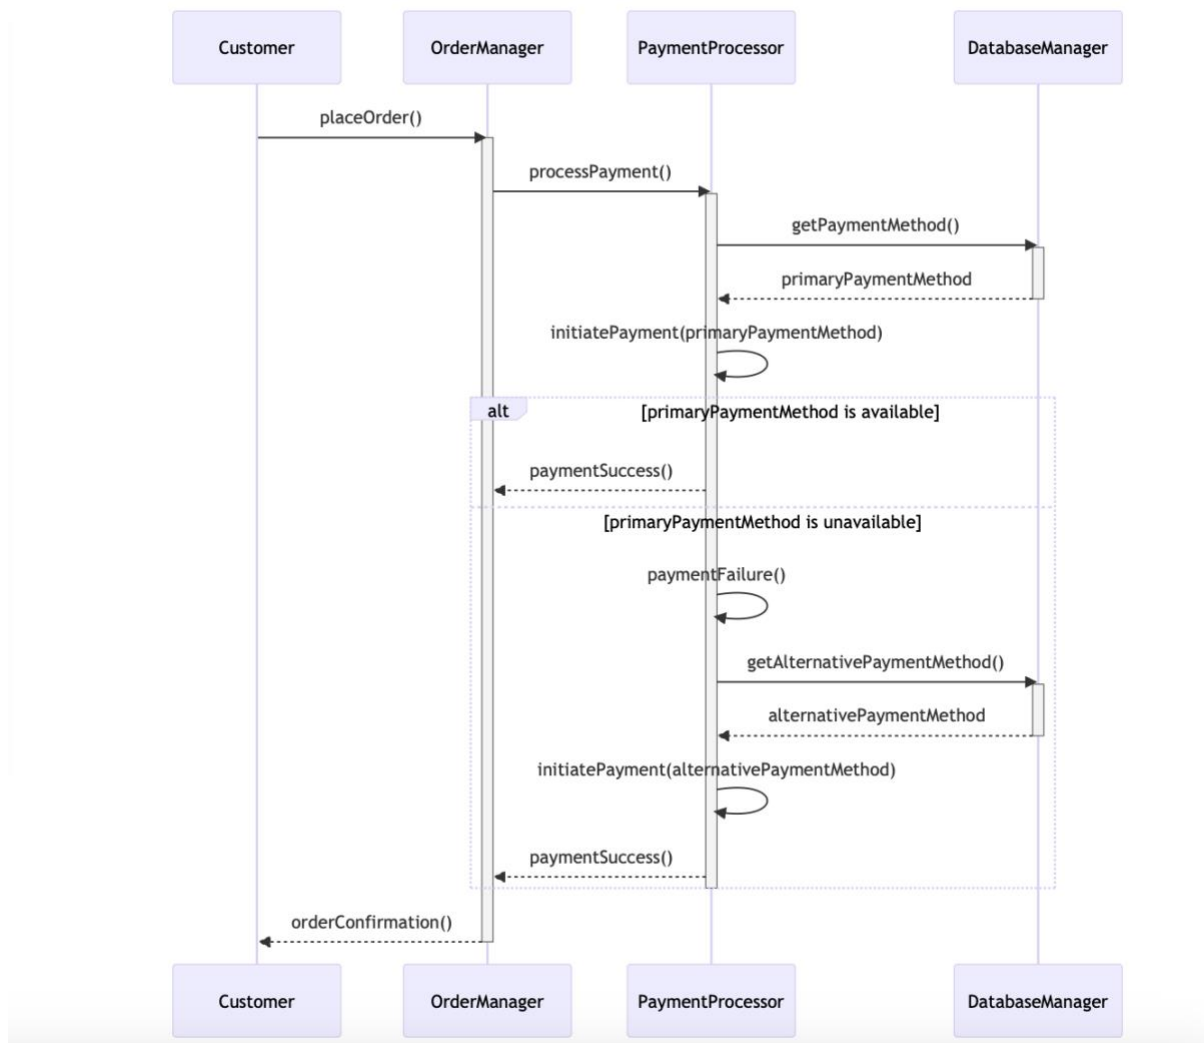 Customer
OrderManager
PaymentProcessor
DatabaseManager
placeOrder()
processPayment()
getPaymentMethod()
primaryPaymentMethod
initiatePayment(primaryPaymentMethod)
alt
[primaryPaymentMethod is available]
paymentSuccess()
[primaryPaymentMethod is unavailable]
paymentFailure()
getAlternativePaymentMethod()
alternativePaymentMethod
initiatePayment(alternativePaymentMethod)
paymentSuccess()
orderConfirmation()
Customer
OrderManager
PaymentProcessor
DatabaseManager